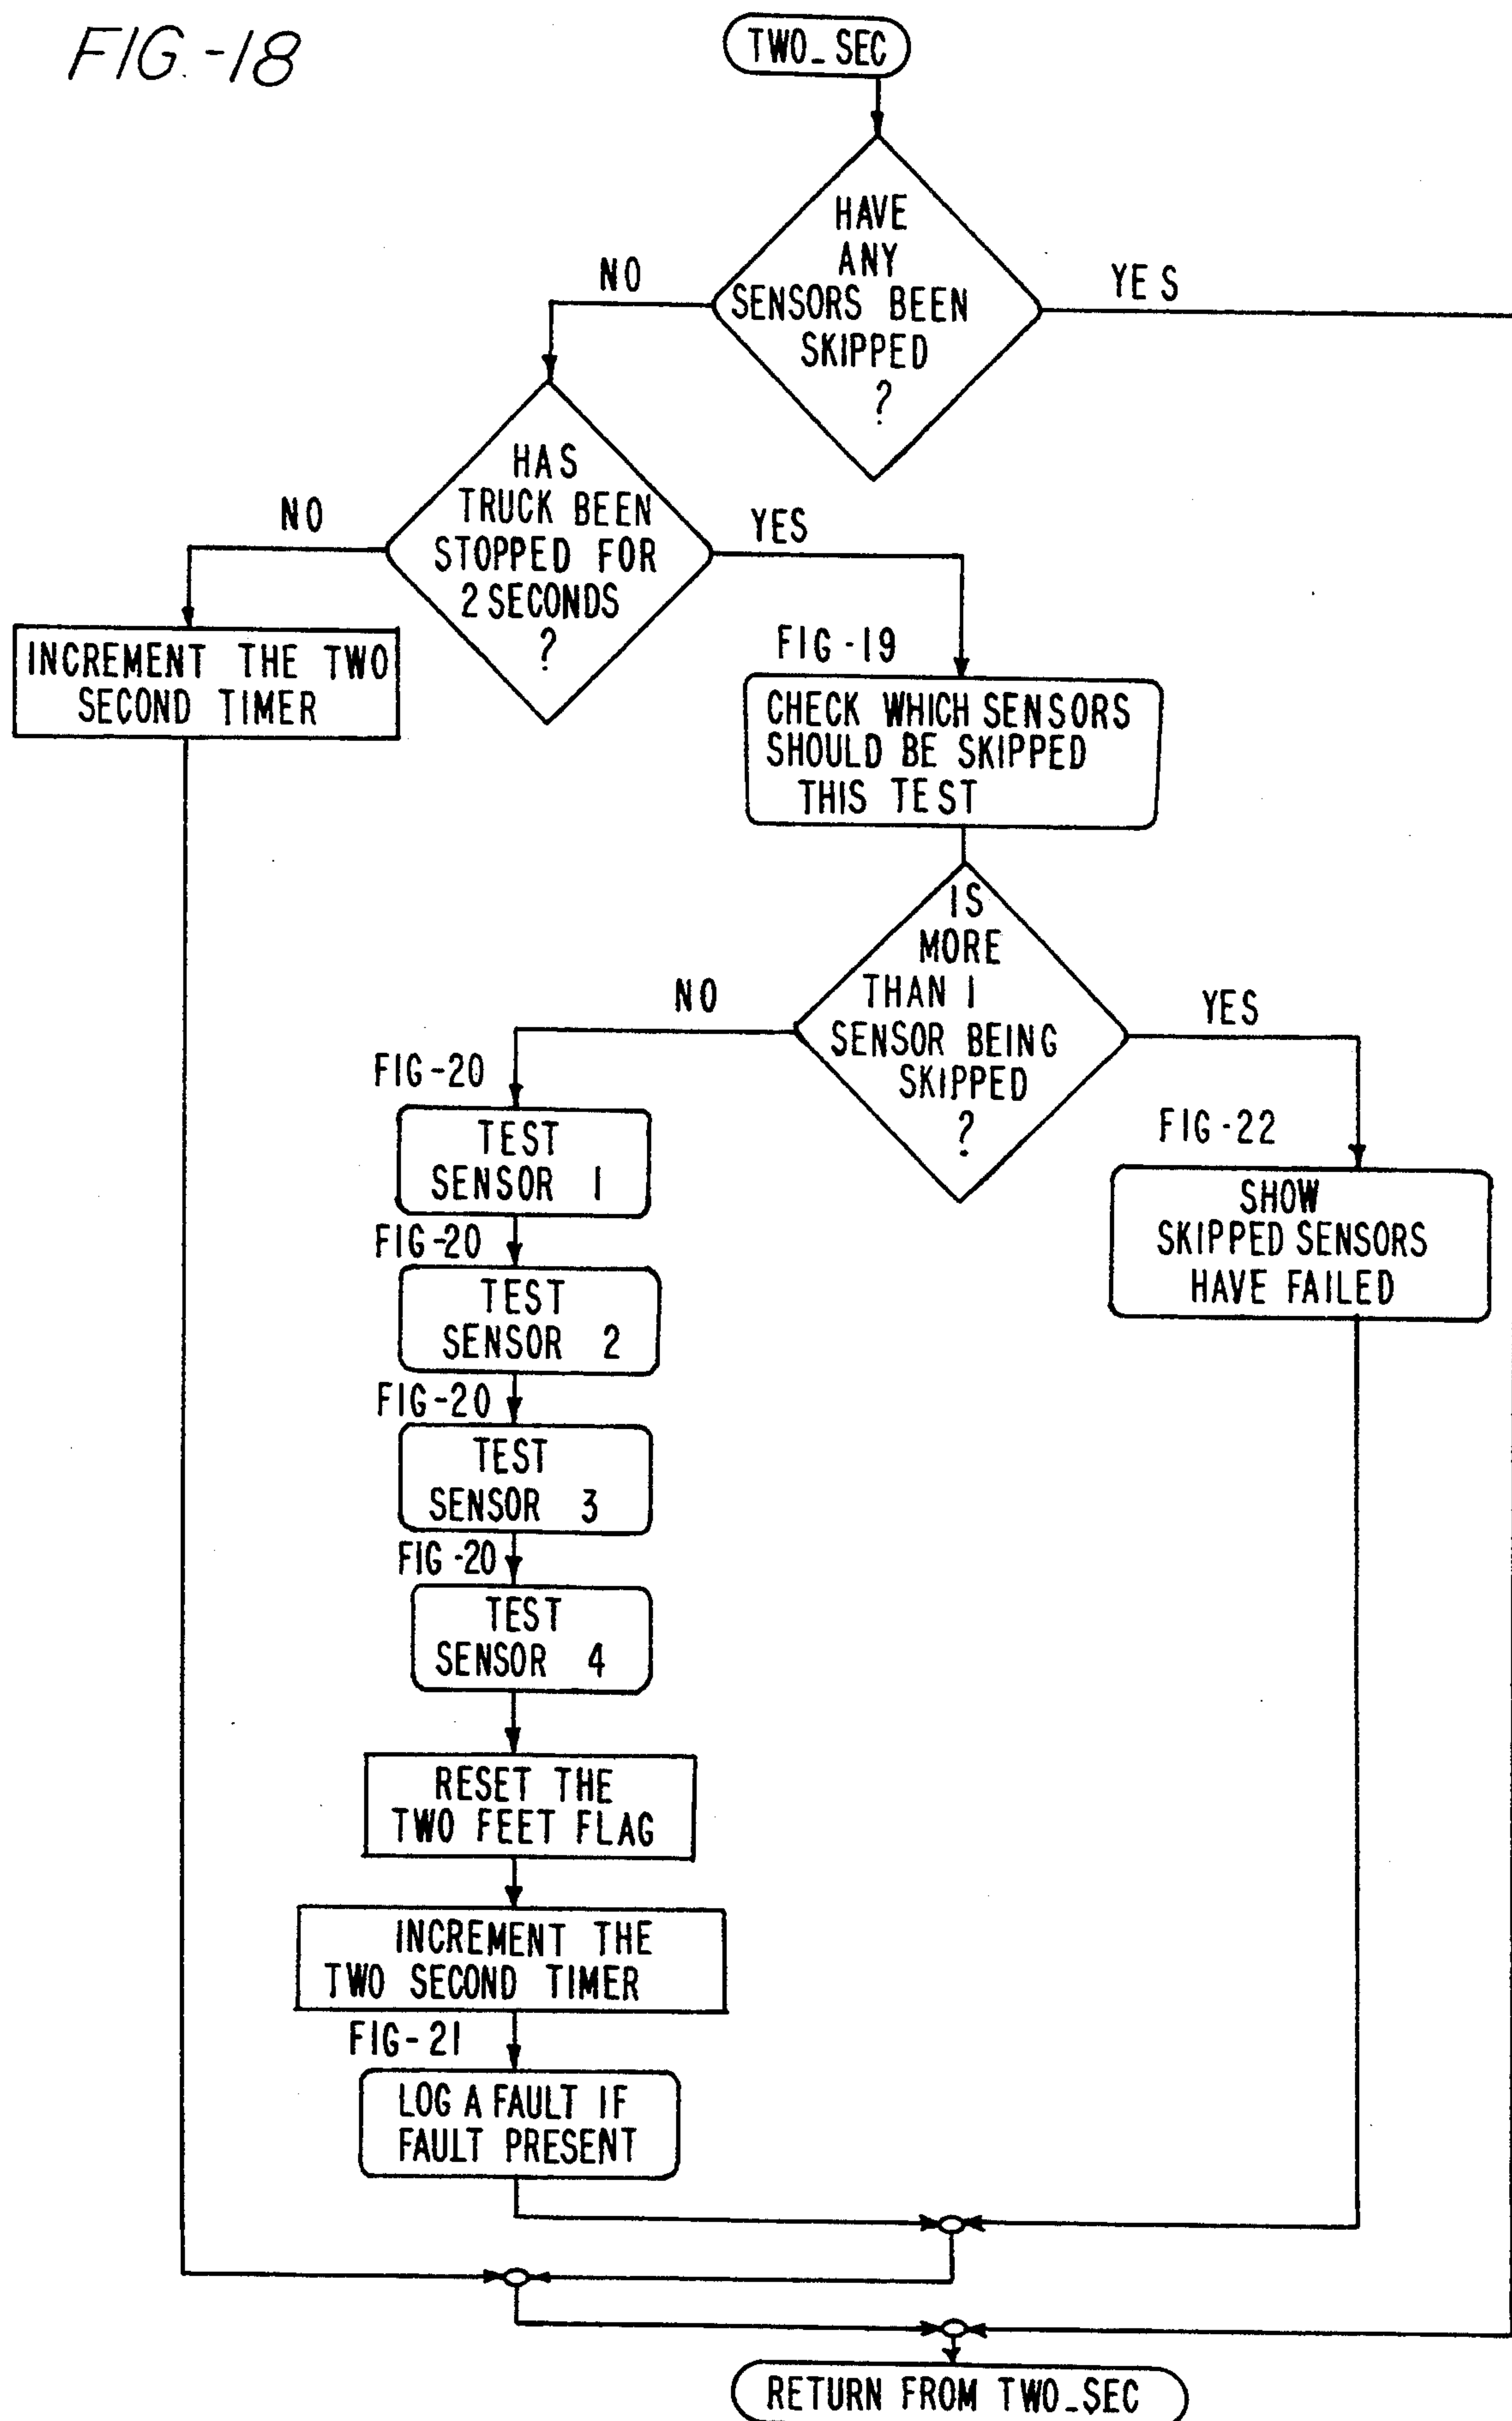 FIG.-18
TWO_SEC
HAVE
ANY
SENSORS BEEN
SKIPPED
?
NO
YES
HAS
TRUCK BEEN
STOPPED FOR
2 SECONDS
?
NO
YES
INCREMENT THE TWO
SECOND TIMER
FIG-19
CHECK WHICH SENSORS
SHOULD BE SKIPPED
THIS TEST
IS
MORE
THAN 1
SENSOR BEING
SKIPPED
?
NO
YES
FIG-20
TEST
SENSOR 1
FIG-22
SHOW
SKIPPED SENSORS
HAVE FAILED
FIG-20
TEST
SENSOR 2
FIG-20
TEST
SENSOR 3
FIG-20
TEST
SENSOR 4
RESET THE
TWO FEET FLAG
INCREMENT THE
TWO SECOND TIMER
FIG-21
LOG A FAULT IF
FAULT PRESENT
RETURN FROM TWO_SEC